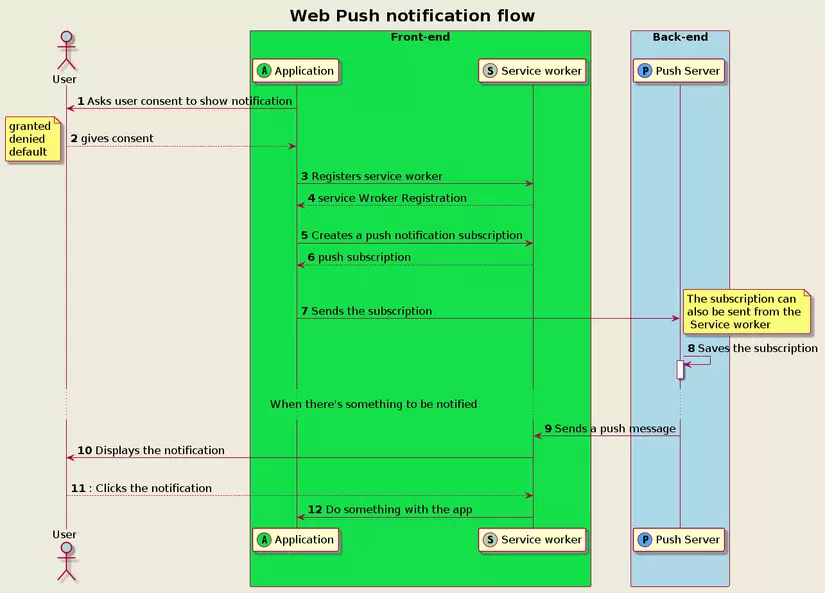 Web Push notification flow
Front-end
Back-end
User
A Application
S Service worker
P Push Server
1 Asks user consent to show notification
granted
denied
default
2 gives consent
3 Registers service worker
4 service Wroker Registration
5 Creates a push notification subscription
6 push subscription
The subscription can
also be sent from the
Service worker
7 Sends the subscription
8 Saves the subscription
When there's something to be notified
9 Sends a push message
10 Displays the notification
11 : Clicks the notification
12 Do something with the app
User
A Application
S Service worker
P Push Server